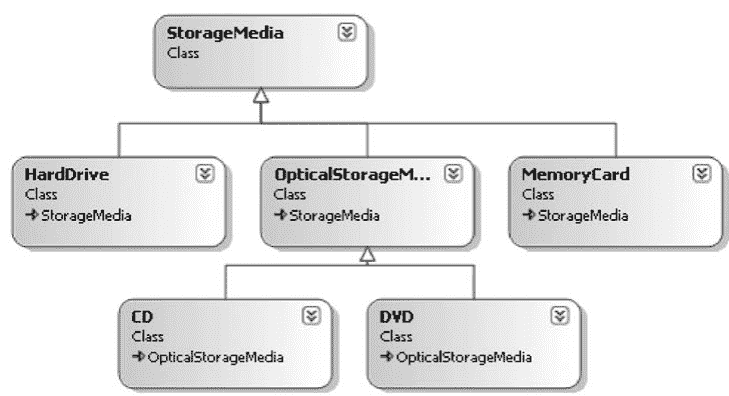 StorageMedia
Class
HardDrive
Class
StorageMedia
OpticalStorageM...
Class
StorageMedia
MemoryCard
Class
StorageMedia
CD
Class
OpticalStorageMedia
DVD
Class
OpticalStorageMedia